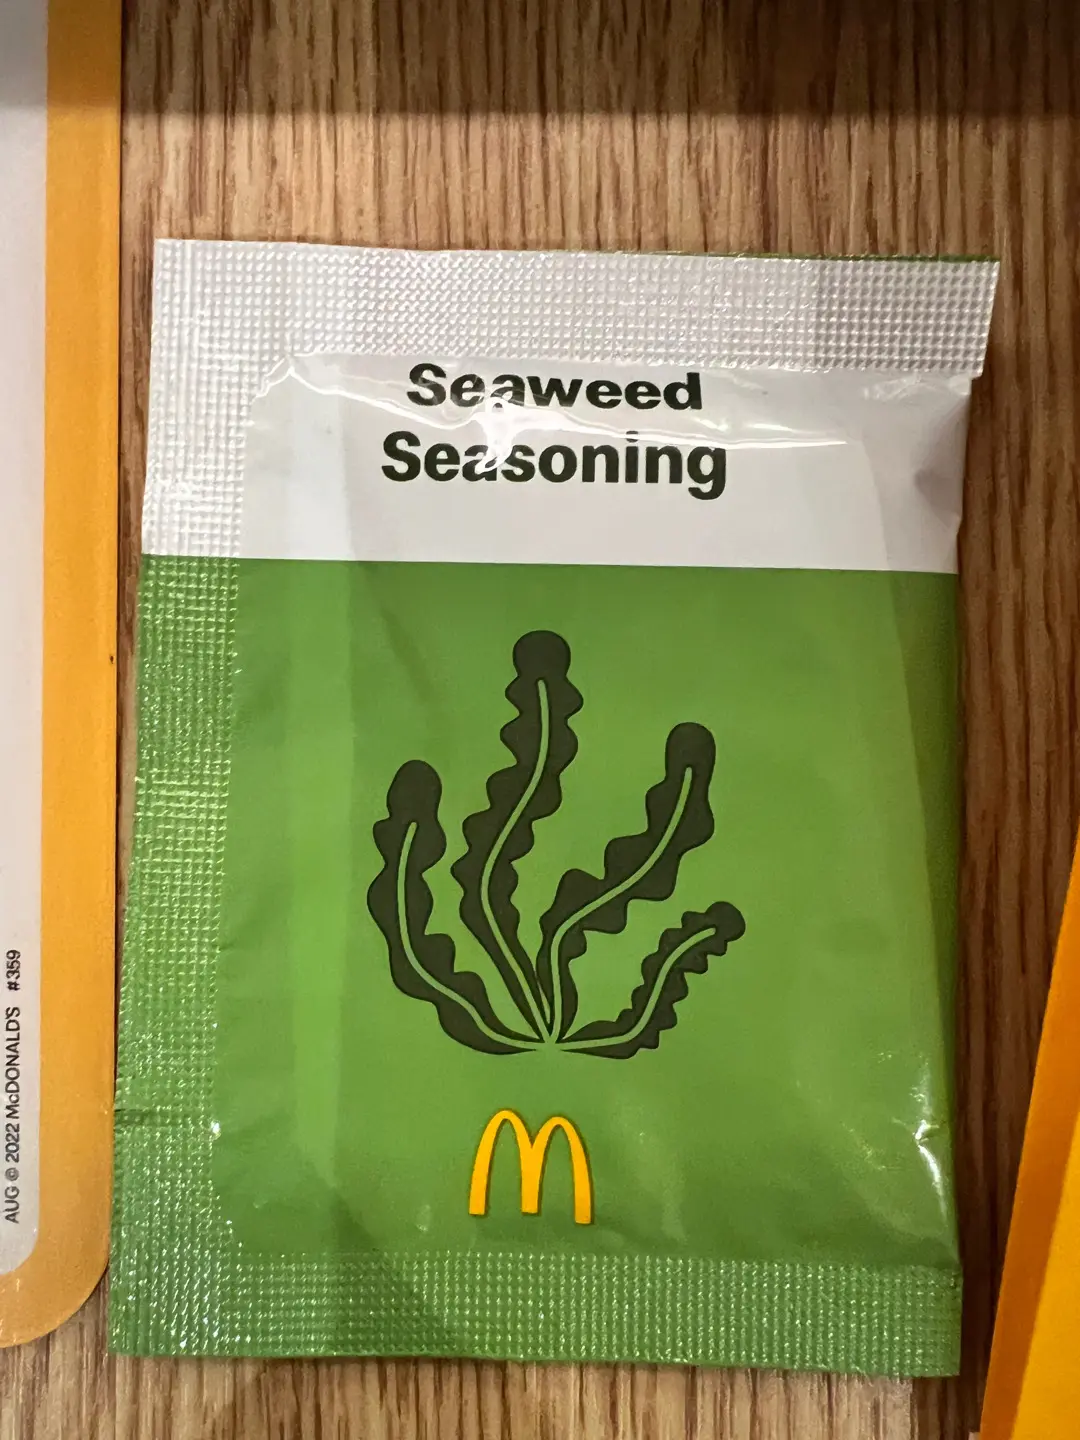 Seaweed
Seasoning
AUG © 2022 McDONALD'S #359